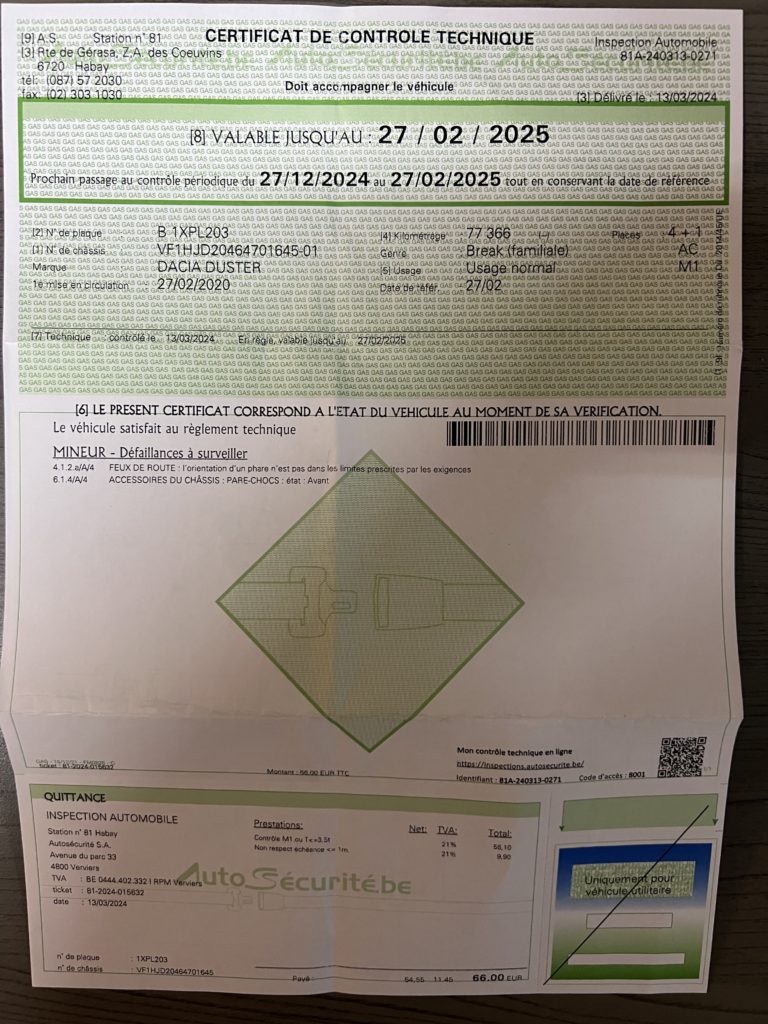 [9] A.S. Station n° 81
[3] Rte de Gérasa, Z.A. des Coeuvins
6720 Habay
tél: (087) 57 2030
fax: (02) 303 1030
CERTIFICAT DE CONTROLE TECHNIQUE
Doit accompagner le véhicule
Inspection Automobile
81A-240313-0271
[3] Délivré le : 13/03/2024
[8] VALABLE JUSQU'AU : 27 / 02 / 2025
Prochain passage au contrôle périodique du 27/12/2024 au 27/02/2025 tout en conservant la date de référence
[2] N° de plaque B 1XPL203 [4] Kilométrage 77 366 Places 4 + 1
[1] N° de châssis VF1HJD20464701645-01 Genre Break (familiale) AC
Marque DACIA DUSTER [5] Usage Usage normal M1
1e mise en circulation 27/02/2020 Date de référ. 27/02
[7] Technique contrôlé le 13/03/2024 En règle, valable jusqu'au 27/02/2025
[6] LE PRESENT CERTIFICAT CORRESPOND A L'ETAT DU VEHICULE AU MOMENT DE SA VERIFICATION.
Le véhicule satisfait au règlement technique
MINEUR - Défaillances à surveiller
4.1.2.a/A/4 FEUX DE ROUTE : l'orientation d'un phare n'est pas dans les limites prescrites par les exigences
6.1.4/A/4 ACCESSOIRES DU CHÂSSIS : PARE-CHOCS : état : Avant
Mon contrôle technique en ligne
https://inspections.autosecurite.be/
Identifiant : 81A-240313-0271 Code d'accès : 8001
ticket : 81-2024-015632
Montant : 66.00 EUR TTC
QUITTANCE
INSPECTION AUTOMOBILE
Station n° 81 Habay
Autosécurité S.A.
Avenue du parc 33
4800 Verviers
TVA : BE 0444.402.332 | RPM Verviers
ticket : 81-2024-015632
date : 13/03/2024
Prestations: Net: TVA: Total:
Contrôle M1 ou T<=3.5t 21% 56,10
Non respect échéance <= 1m. 21% 9,90
AutoSécurité.be
n° de plaque : 1XPL203
n° de châssis : VF1HJD20464701645
Payé : 54,55 11,45 66.00 EUR
Uniquement pour
véhicule utilitaire